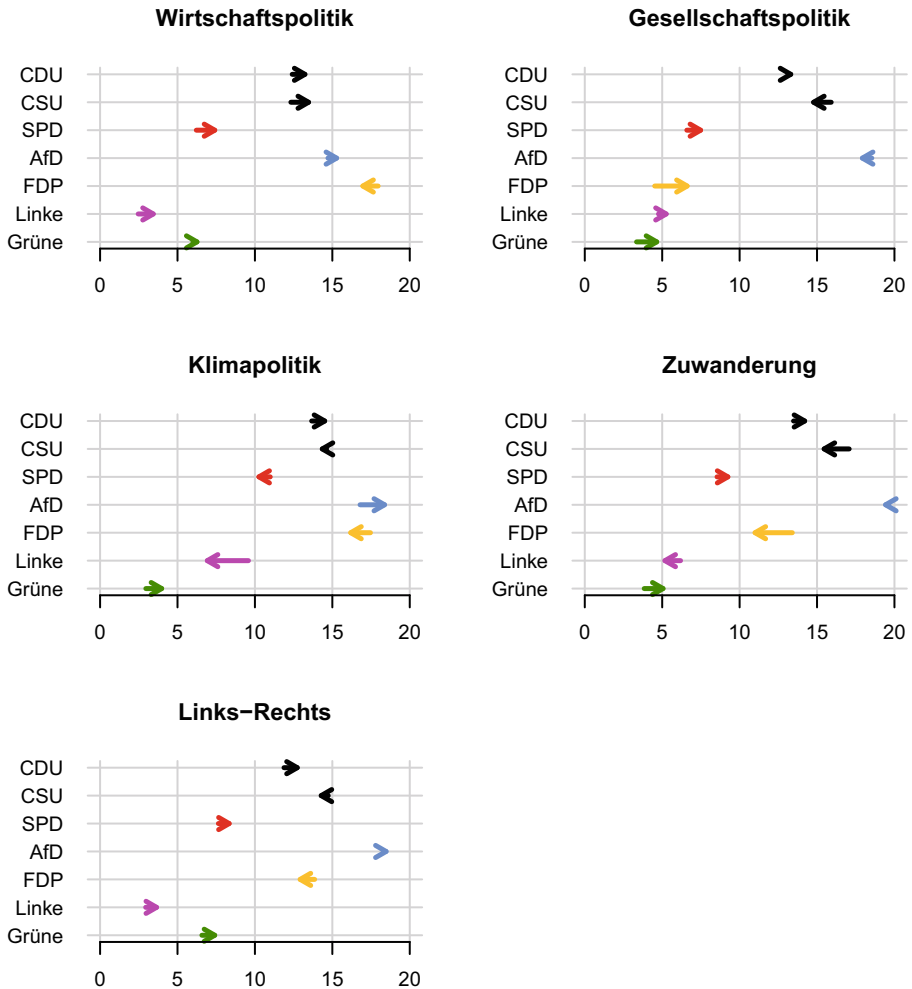 Wirtschaftspolitik
CDU
CSU
SPD
AfD
FDP
Linke
Grüne
0 5 10 15 20
Gesellschaftspolitik
CDU
CSU
SPD
AfD
FDP
Linke
Grüne
0 5 10 15 20
Klimapolitik
CDU
CSU
SPD
AfD
FDP
Linke
Grüne
0 5 10 15 20
Zuwanderung
CDU
CSU
SPD
AfD
FDP
Linke
Grüne
0 5 10 15 20
Links−Rechts
CDU
CSU
SPD
AfD
FDP
Linke
Grüne
0 5 10 15 20